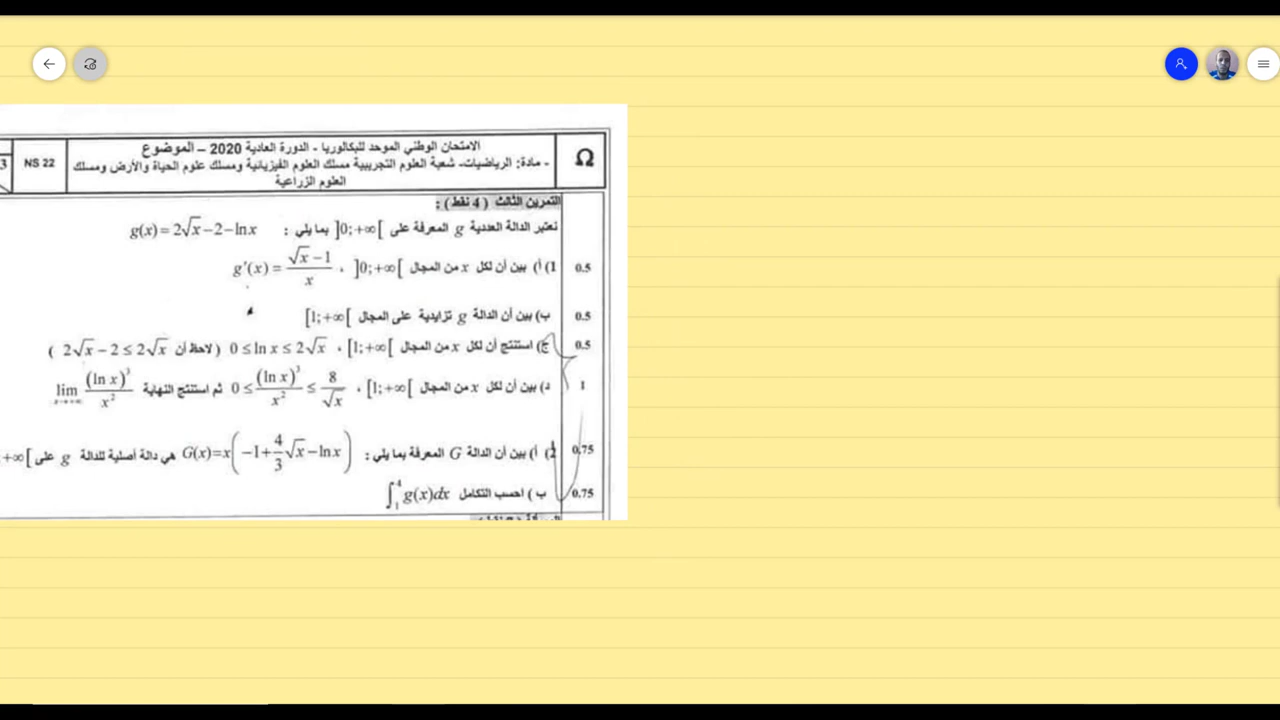 الامتحان الوطني الموحد للبكالوريا - الدورة العادية 2020 – الموضوع
- مادة: الرياضيات- شعبة العلوم التجريبية مسلك العلوم الفيزيائية ومسلك علوم الحياة والأرض ومسلك
العلوم الزراعية
NS 22
3
Ω
التمرين الثالث ( 4 نقط ) :
نعتبر الدالة العددية g المعرفة على ]0;+∞[ بما يلي : g(x) = 2√x − 2 − ln x
0.5 1) أ) بين أن لكل x من المجال ]0;+∞[ ، g'(x) = (√x − 1)/x
0.5 ب) بين أن الدالة g تزايدية على المجال [1;+∞[
0.5 ج) استنتج أن لكل x من المجال [1;+∞[ ، 0 ≤ ln x ≤ 2√x ( لاحظ أن 2√x − 2 ≤ 2√x )
1 د) بين أن لكل x من المجال [1;+∞[ ، 0 ≤ (ln x)³/x² ≤ 8/√x ثم استنتج النهاية lim x→+∞ (ln x)³/x²
0.75 2) أ) بين أن الدالة G المعرفة بما يلي : G(x) = x(−1 + 4/3 √x − ln x) هي دالة أصلية للدالة g على ;+∞[
0.75 ب ) احسب التكامل ∫₁⁴ g(x)dx